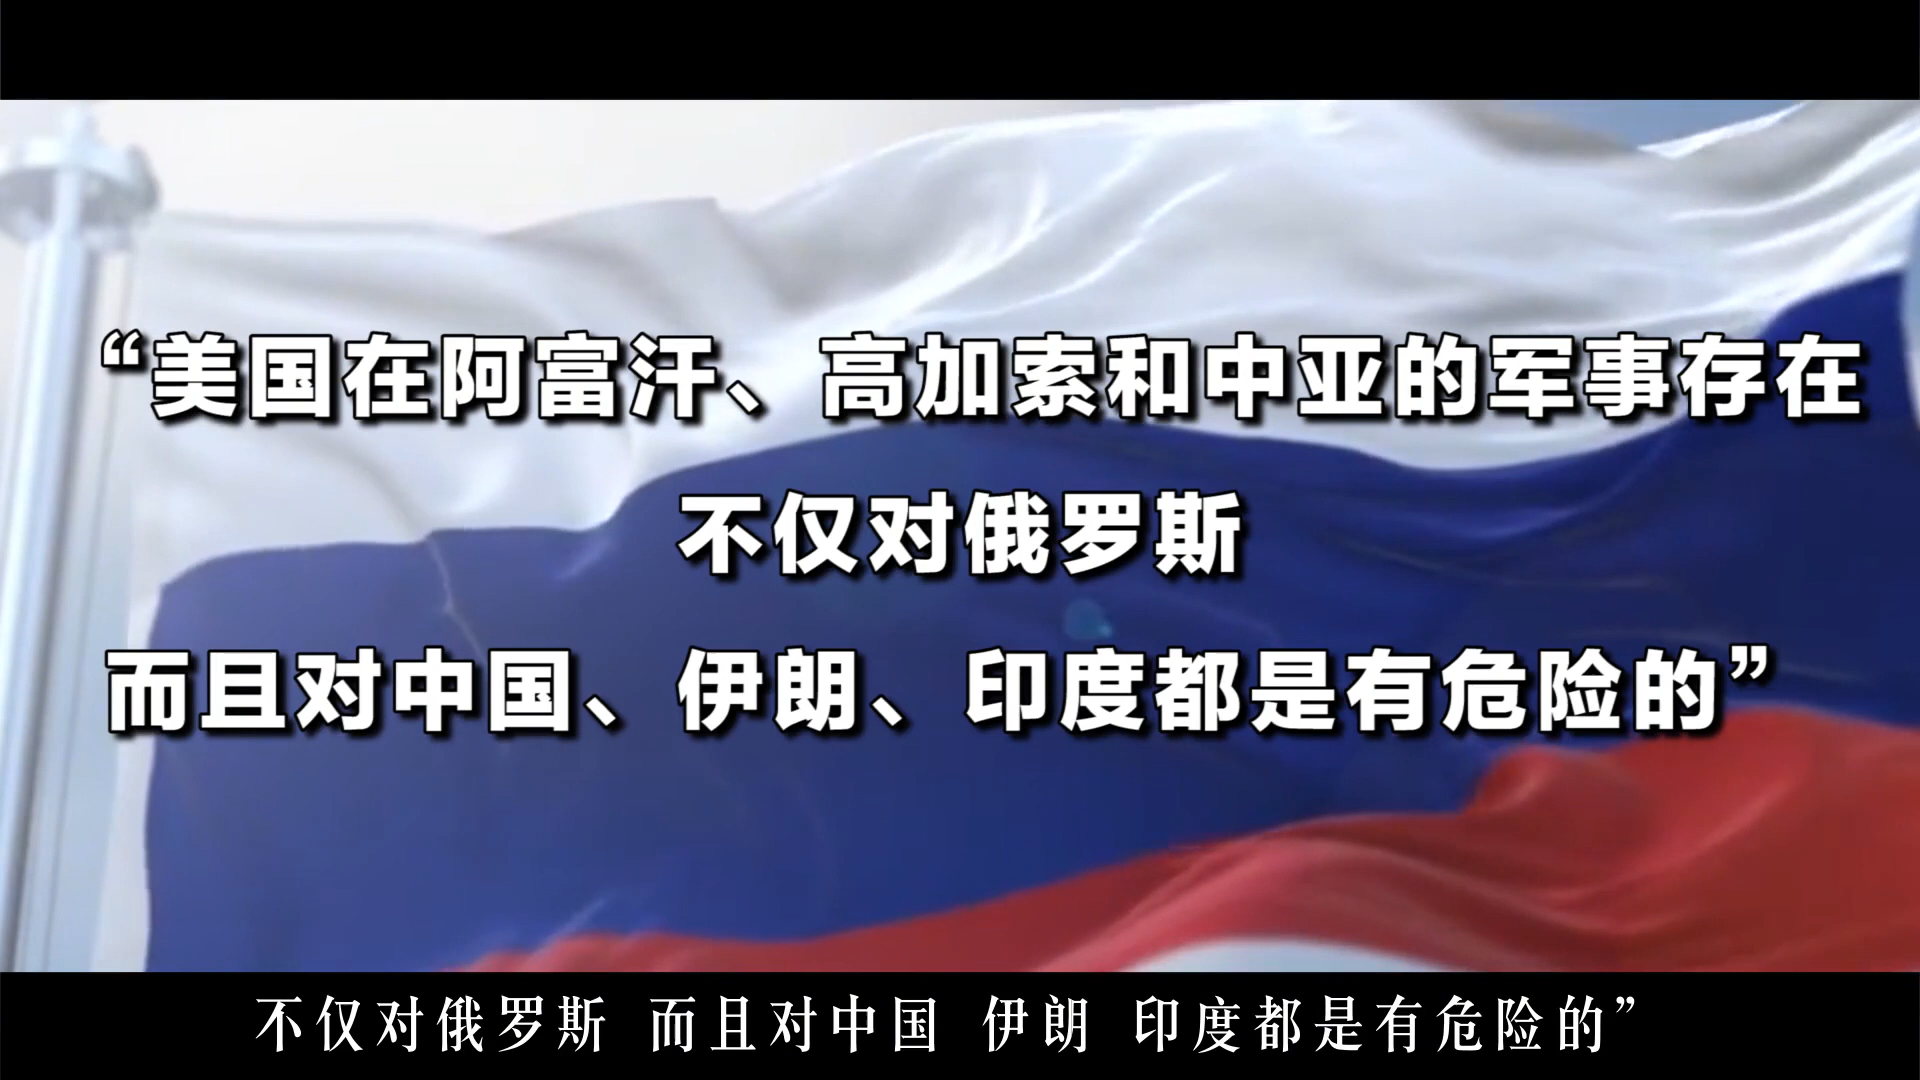 “美国在阿富汗、高加索和中亚的军事存在
不仅对俄罗斯
而且对中国、伊朗、印度都是有危险的”
不仅对俄罗斯 而且对中国 伊朗 印度都是有危险的”